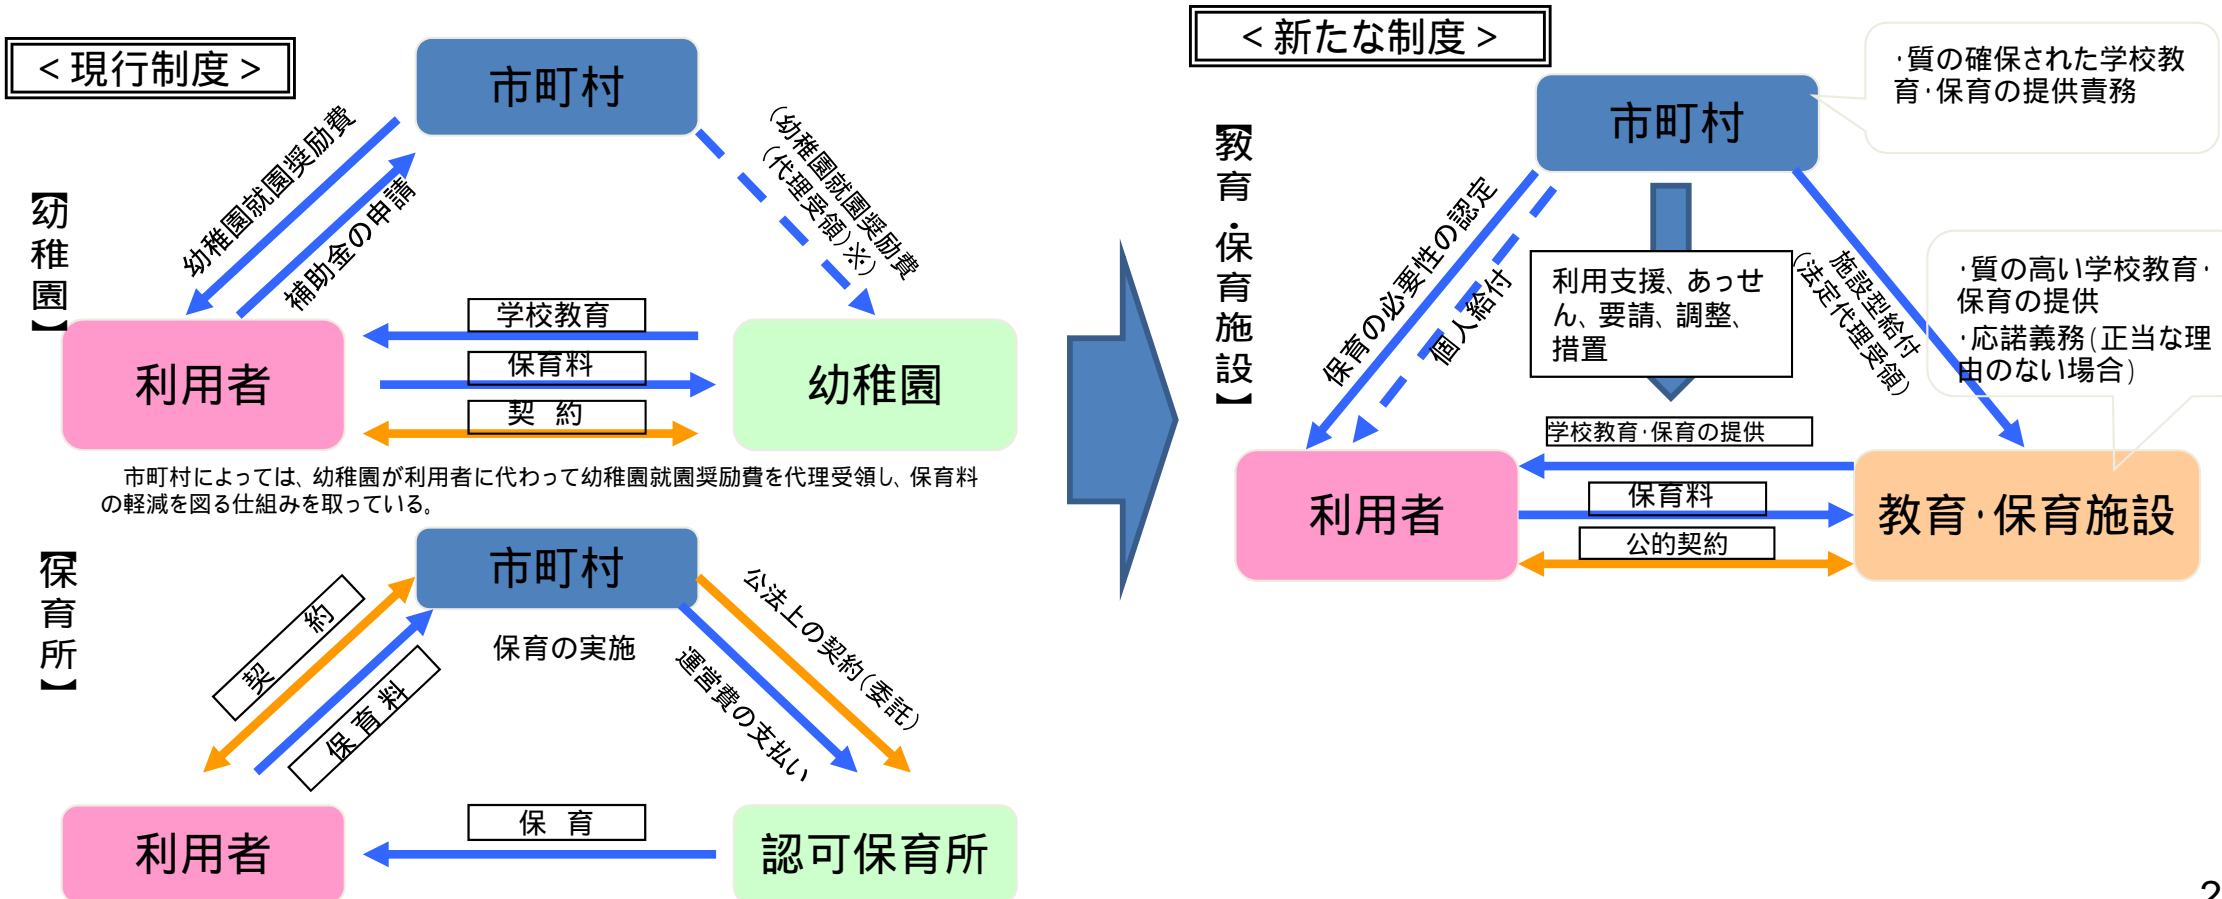 ＜現行制度＞
【幼稚園】
市町村
幼稚園就園奨励費
補助金の申請
（幼稚園就園奨励費
（代理受領）※）
利用者
学校教育
保育料
契　約
幼稚園
市町村によっては、幼稚園が利用者に代わって幼稚園就園奨励費を代理受領し、保育料
の軽減を図る仕組みを取っている。
【保育所】
市町村
契　約
保育料
保育の実施
運営費の支払い
公法上の契約（委託）
利用者
保　育
認可保育所
＜新たな制度＞
【教育・保育施設】
市町村
・質の確保された学校教
育・保育の提供責務
保育の必要性の認定
個人給付
利用支援、あっせ
ん、要請、調整、
措置
施設型給付
（法定代理受領）
・質の高い学校教育・
保育の提供
・応諾義務（正当な理
由のない場合）
利用者
学校教育・保育の提供
保育料
公的契約
教育・保育施設
2